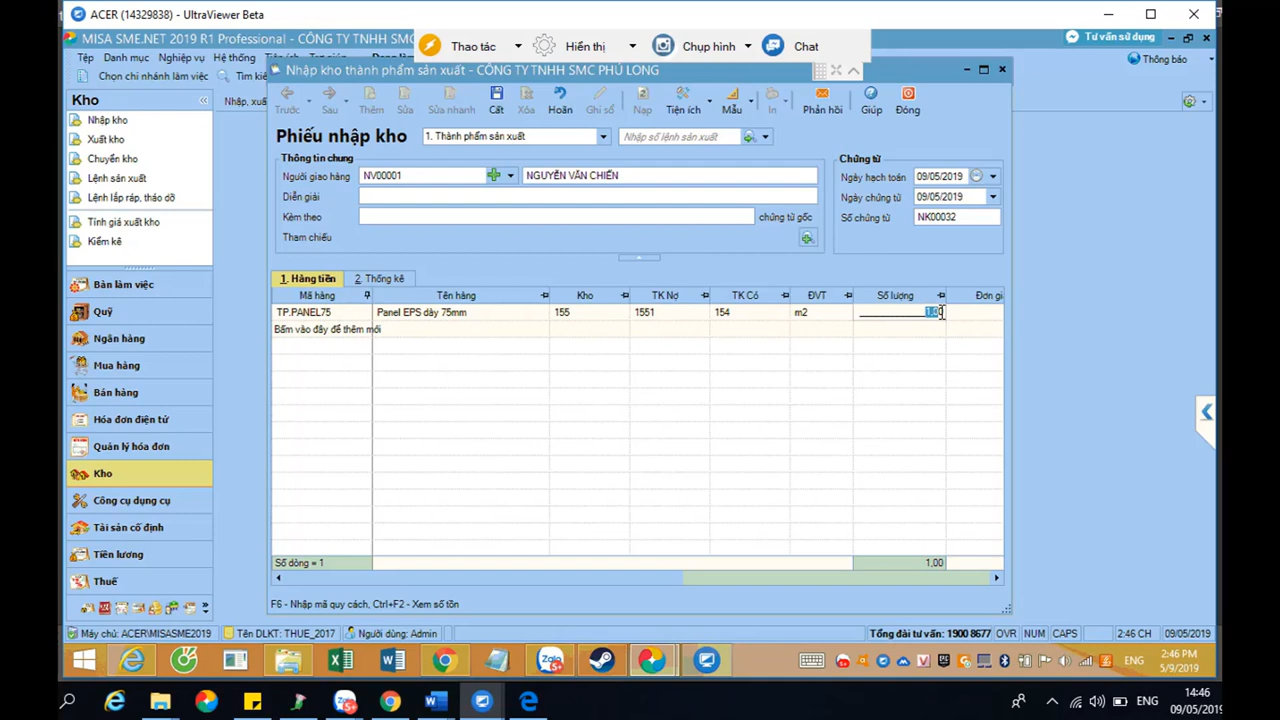 ACER (14329838) - UltraViewer Beta
MISA SME.NET 2019 R1 Professional - CÔNG TY TNHH SMC
Thao tác
Hiển thị
Chụp hình
Chat
Tư vấn sử dụng
Tệp Danh mục Nghiệp vụ Hệ thống
Thông báo
Chọn chi nhánh làm việc
Tìm kiế
Nhập kho thành phẩm sản xuất - CÔNG TY TNHH SMC PHÚ LONG
Kho
Nhập, xuấ
Trước Sau Thêm Sửa Sửa nhanh Cất Xóa Hoãn Ghi sổ Nạp Tiện ích Mẫu In Phản hồi Giúp Đóng
Nhập kho
Xuất kho
Chuyển kho
Lệnh sản xuất
Lệnh lắp ráp, tháo dỡ
Tính giá xuất kho
Kiểm kê
Phiếu nhập kho
1. Thành phẩm sản xuất
Nhập số lệnh sản xuất
Thông tin chung
Chứng từ
Người giao hàng NV00001 NGUYỄN VĂN CHIẾN
Ngày hạch toán 09/05/2019
Diễn giải
Ngày chứng từ 09/05/2019
Kèm theo chứng từ gốc
Số chứng từ NK00032
Tham chiếu
1. Hàng tiền 2. Thống kê
Mã hàng Tên hàng Kho TK Nợ TK Có ĐVT Số lượng Đơn gi
TP.PANEL75 Panel EPS dày 75mm 155 1551 154 m2 1,00
Bấm vào đây để thêm mới
Số dòng = 1 1,00
F6 - Nhập mã quy cách, Ctrl+F2 - Xem số tồn
Bàn làm việc
Quỹ
Ngân hàng
Mua hàng
Bán hàng
Hóa đơn điện tử
Quản lý hóa đơn
Kho
Công cụ dụng cụ
Tài sản cố định
Tiền lương
Thuế
Máy chủ: ACER\MISASME2019 Tên DLKT: THUE_2017 Người dùng: Admin
Tổng đài tư vấn: 1900 8677 OVR NUM CAPS 2:46 CH 09/05/2019
ENG
2:46 PM
5/9/2019
ENG
14:46
09/05/2019